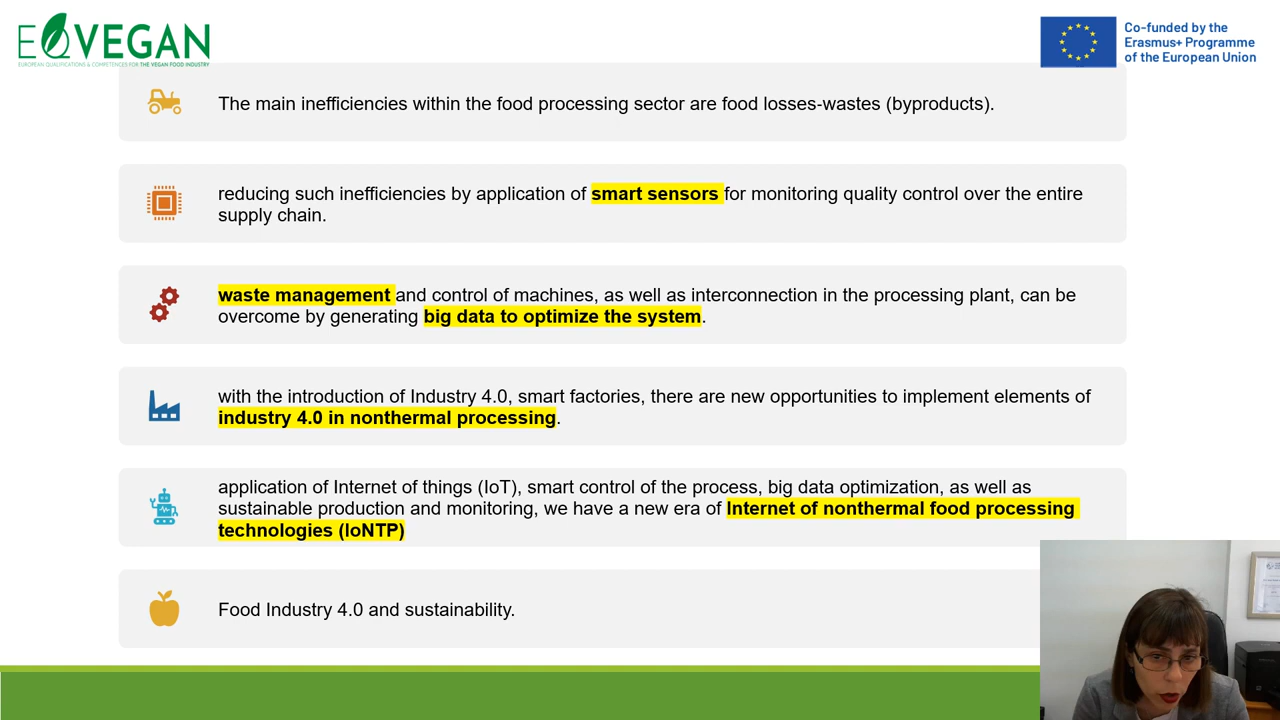 EQVEGAN
EUROPEAN QUALIFICATIONS & COMPETENCES FOR THE VEGAN FOOD INDUSTRY
Co-funded by the
Erasmus+ Programme
of the European Union
The main inefficiencies within the food processing sector are food losses-wastes (byproducts).
reducing such inefficiencies by application of smart sensors for monitoring quality control over the entire
supply chain.
waste management and control of machines, as well as interconnection in the processing plant, can be
overcome by generating big data to optimize the system.
with the introduction of Industry 4.0, smart factories, there are new opportunities to implement elements of
industry 4.0 in nonthermal processing.
application of Internet of things (IoT), smart control of the process, big data optimization, as well as
sustainable production and monitoring, we have a new era of Internet of nonthermal food processing
technologies (IoNTP)
Food Industry 4.0 and sustainability.